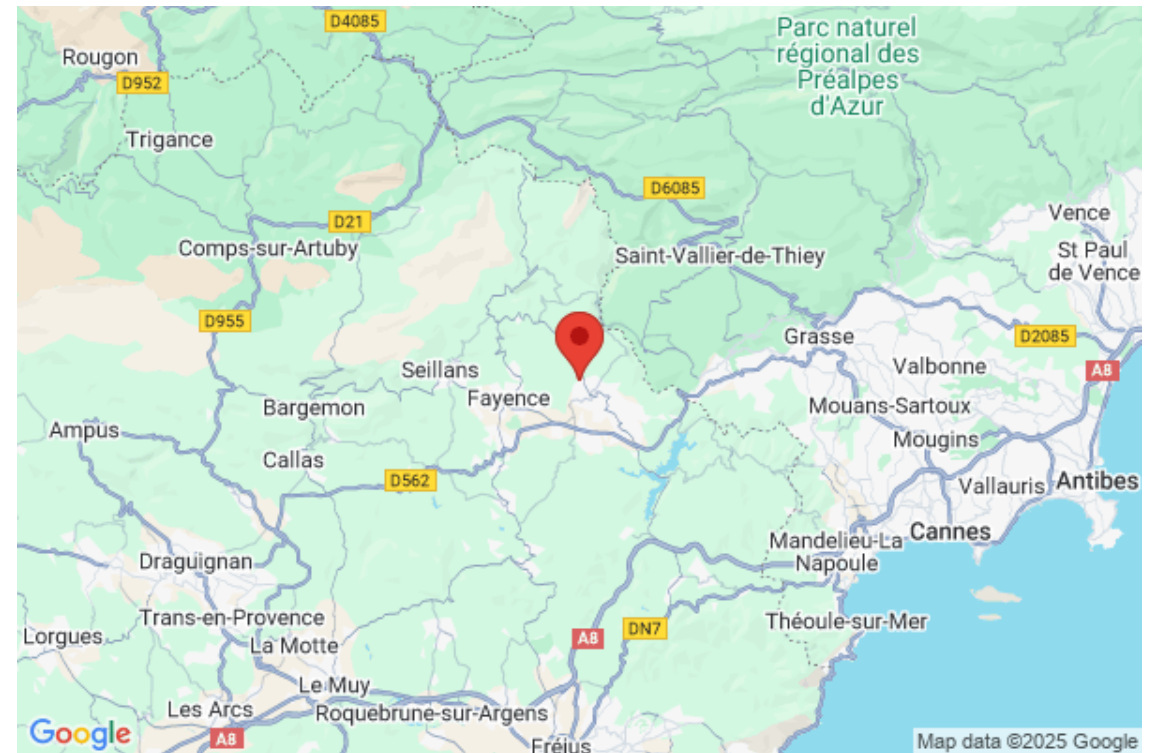 D4085
Parc naturel
régional des
Préalpes
d'Azur
Rougon
D952
Trigance
D6085
Vence
D21
Comps-sur-Artuby
Saint-Vallier-de-Thiey
St Paul
de Vence
D955
Grasse
D2085
Seillans
Valbonne
A8
Fayence
Bargemon
Mouans-Sartoux
Ampus
Mougins
Callas
D562
Vallauris
Antibes
Cannes
Mandelieu-La
Napoule
Draguignan
Trans-en-Provence
Théoule-sur-Mer
Lorgues
A8
DN7
La Motte
Le Muy
Les Arcs
Roquebrune-sur-Argens
Google
A8
Fréjus
Map data ©2025 Google